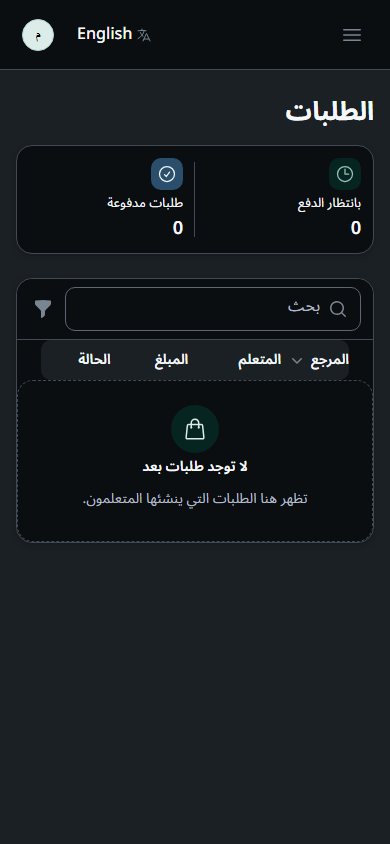 م
English
الطلبات
بانتظار الدفع
0
طلبات مدفوعة
0
بحث
المرجع المتعلم المبلغ الحالة
لا توجد طلبات بعد
تظهر هنا الطلبات التي ينشئها المتعلمون.